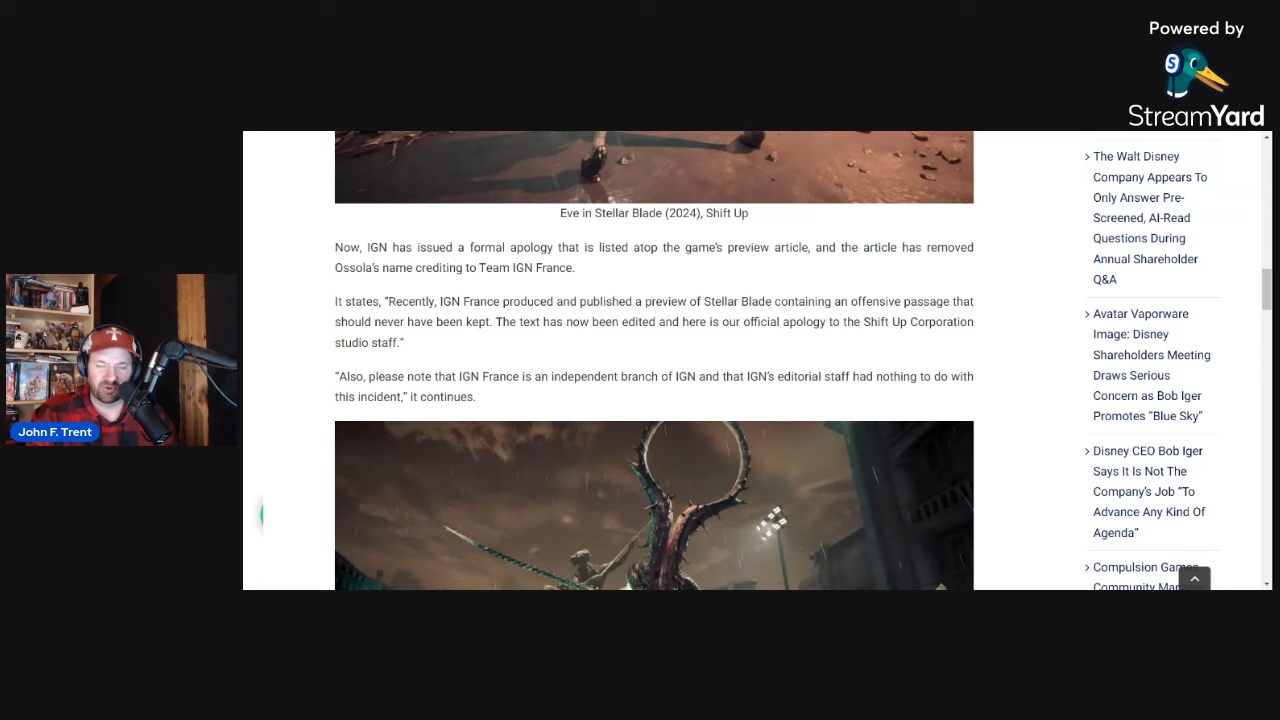 Powered by
S
StreamYard
Eve in Stellar Blade (2024), Shift Up
Now, IGN has issued a formal apology that is listed atop the game's preview article, and the article has removed
Ossola's name crediting to Team IGN France.
It states, “Recently, IGN France produced and published a preview of Stellar Blade containing an offensive passage that
should never have been kept. The text has now been edited and here is our official apology to the Shift Up Corporation
studio staff.”
“Also, please note that IGN France is an independent branch of IGN and that IGN's editorial staff had nothing to do with
this incident,” it continues.
The Walt Disney
Company Appears To
Only Answer Pre-
Screened, AI-Read
Questions During
Annual Shareholder
Q&A
Avatar Vaporware
Image: Disney
Shareholders Meeting
Draws Serious
Concern as Bob Iger
Promotes “Blue Sky”
Disney CEO Bob Iger
Says It Is Not The
Company's Job “To
Advance Any Kind Of
Agenda”
Compulsion Games
Community
T
John F. Trent